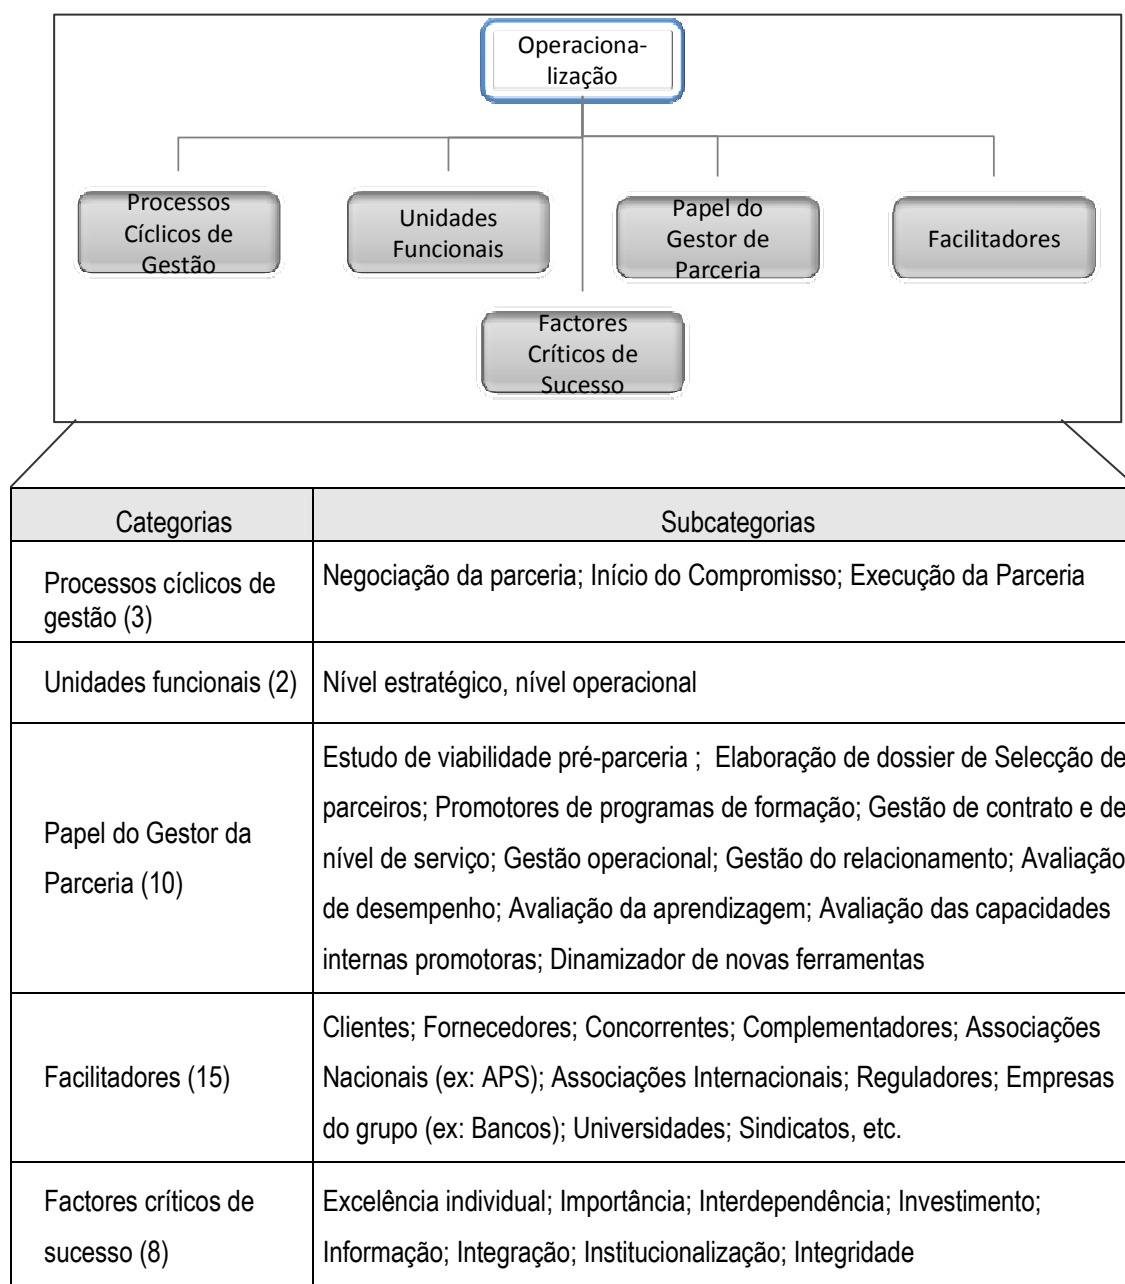 Operaciona-
lização
Processos
Cíclicos de
Gestão
Unidades
Funcionais
Papel do
Gestor de
Parceria
Facilitadores
Factores
Críticos de
Sucesso
Categorias
Subcategorias
Processos cíclicos de
gestão (3)
Negociação da parceria; Início do Compromisso; Execução da Parceria
Unidades funcionais (2)
Nível estratégico, nível operacional
Papel do Gestor da
Parceria (10)
Estudo de viabilidade pré-parceria ; Elaboração de dossier de Selecção de
parceiros; Promotores de programas de formação; Gestão de contrato e de
nível de serviço; Gestão operacional; Gestão do relacionamento; Avaliação
de desempenho; Avaliação da aprendizagem; Avaliação das capacidades
internas promotoras; Dinamizador de novas ferramentas
Facilitadores (15)
Clientes; Fornecedores; Concorrentes; Complementadores; Associações
Nacionais (ex: APS); Associações Internacionais; Reguladores; Empresas
do grupo (ex: Bancos); Universidades; Sindicatos, etc.
Factores críticos de
sucesso (8)
Excelência individual; Importância; Interdependência; Investimento;
Informação; Integração; Institucionalização; Integridade